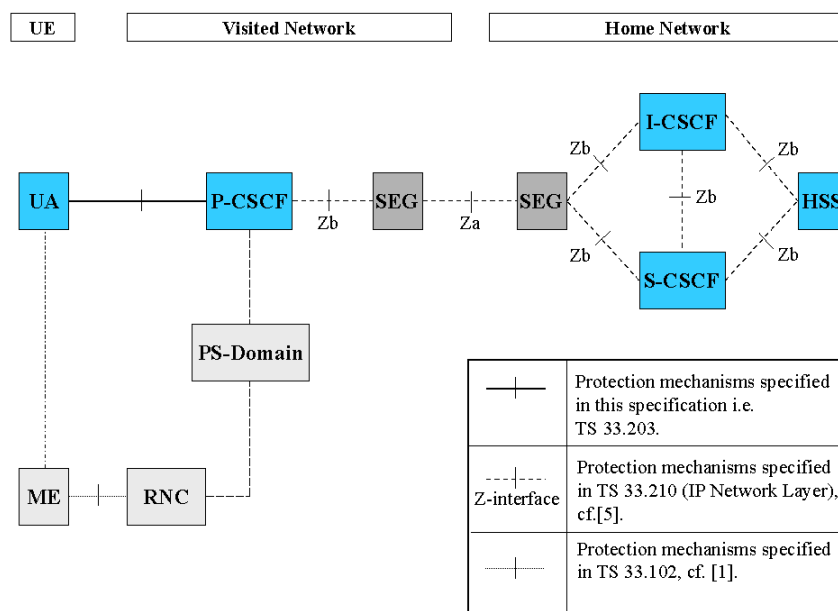 UE
Visited Network
Home Network
I-CSCF
Zb
Zb
UA
P-CSCF
SEG
SEG
Zb
HSS
Zb
Za
Zb
Zb
S-CSCF
PS-Domain
ME
RNC
Protection mechanisms specified
in this specification i.e.
TS 33.203.
Z-interface
Protection mechanisms specified
in TS 33.210 (IP Network Layer),
cf.[5].
Protection mechanisms specified
in TS 33.102, cf. [1].